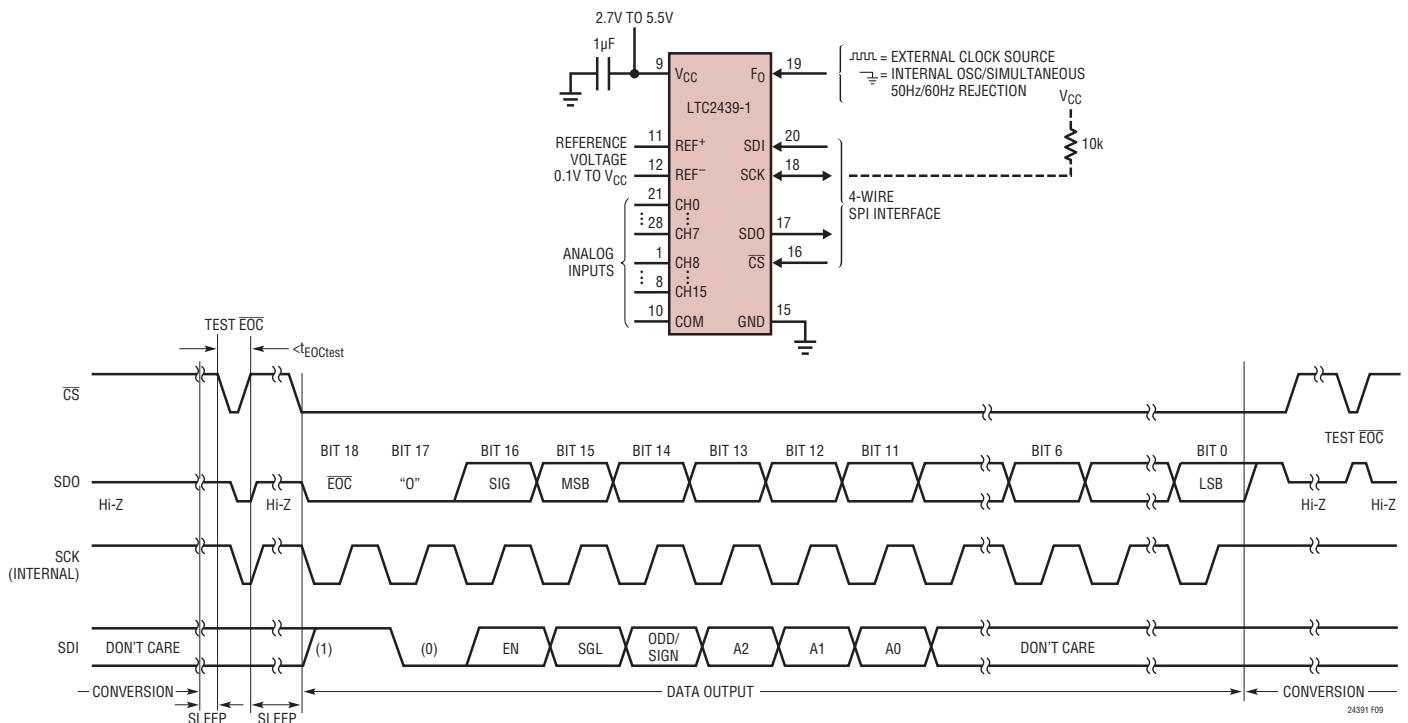 2.7V TO 5.5V
1µF
9
VCC
LTC2439-1
FO
19
= EXTERNAL CLOCK SOURCE
= INTERNAL OSC/SIMULTANEOUS
50Hz/60Hz REJECTION
VCC
10k
REFERENCE
VOLTAGE
0.1V TO VCC
11
REF+
12
REF–
SDI
20
SCK
18
4-WIRE
SPI INTERFACE
21
CH0
28
CH7
SDO
17
ANALOG
INPUTS
1
CH8
CS
16
8
CH15
10
COM
GND
15
TEST EOC
<tEOCtest
CS
TEST EOC
BIT 18
BIT 17
BIT 16
BIT 15
BIT 14
BIT 13
BIT 12
BIT 11
BIT 6
BIT 0
SDO
EOC
“0”
SIG
MSB
LSB
Hi-Z
Hi-Z
Hi-Z
Hi-Z
SCK
(INTERNAL)
SDI
DON’T CARE
(1)
(0)
EN
SGL
ODD/
SIGN
A2
A1
A0
DON’T CARE
CONVERSION
DATA OUTPUT
CONVERSION
SLEEP
SLEEP
24391 F09